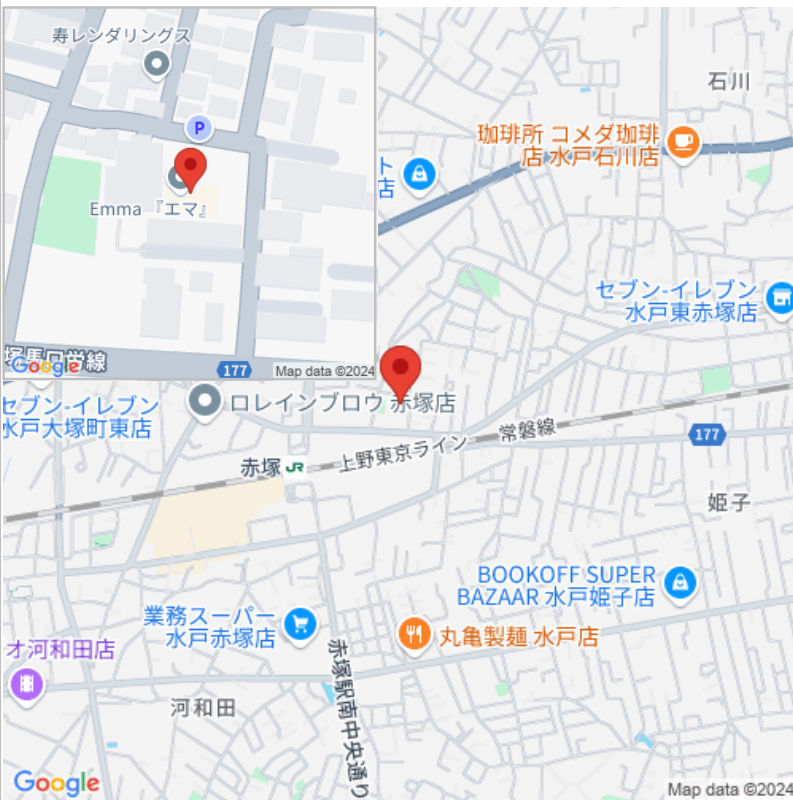 寿レンダリングス
P
Emma 『エマ』
177
Google
Map data ©2024
石川
珈琲所 コメダ珈琲
店 水戸石川店
ト
店
セブン-イレブン
水戸東赤塚店
セブン-イレブン
水戸大塚町東店
ロレインブロウ 赤塚店
赤塚
JR
上野東京ライン
常磐線
177
姫子
BOOKOFF SUPER
BAZAAR 水戸姫子店
業務スーパー
水戸赤塚店
丸亀製麺 水戸店
オ河和田店
河和田
赤塚駅南中央通り
Google
Map data ©2024